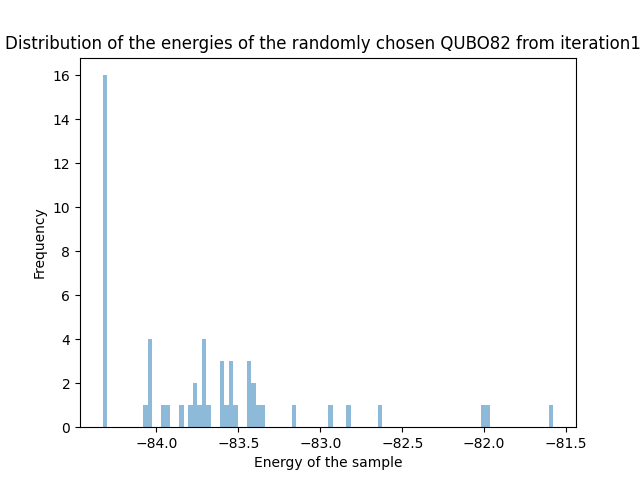 Distribution of the energies of the randomly chosen QUBO82 from iteration1
16
14
12
10
8
6
4
2
0
Frequency
−84.0 −83.5 −83.0 −82.5 −82.0 −81.5
Energy of the sample